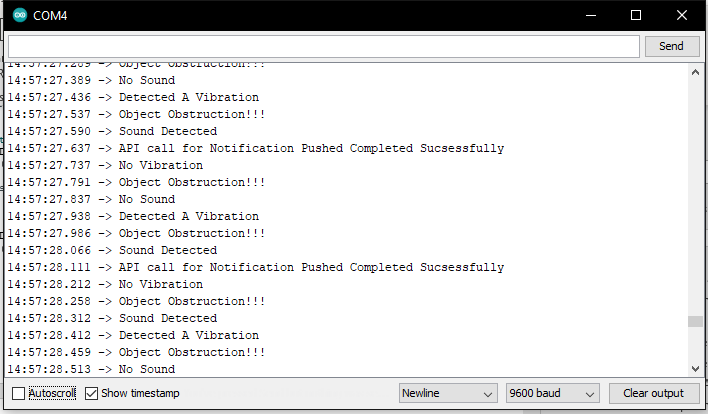 COM4
Send
14:57:27.289 -> Object Obstruction!!!
14:57:27.389 -> No Sound
14:57:27.436 -> Detected A Vibration
14:57:27.537 -> Object Obstruction!!!
14:57:27.590 -> Sound Detected
14:57:27.637 -> API call for Notification Pushed Completed Sucsessfully
14:57:27.737 -> No Vibration
14:57:27.791 -> Object Obstruction!!!
14:57:27.837 -> No Sound
14:57:27.938 -> Detected A Vibration
14:57:27.986 -> Object Obstruction!!!
14:57:28.066 -> Sound Detected
14:57:28.111 -> API call for Notification Pushed Completed Sucsessfully
14:57:28.212 -> No Vibration
14:57:28.258 -> Object Obstruction!!!
14:57:28.312 -> Sound Detected
14:57:28.412 -> Detected A Vibration
14:57:28.459 -> Object Obstruction!!!
14:57:28.513 -> No Sound
Autoscroll Show timestamp Newline 9600 baud Clear output